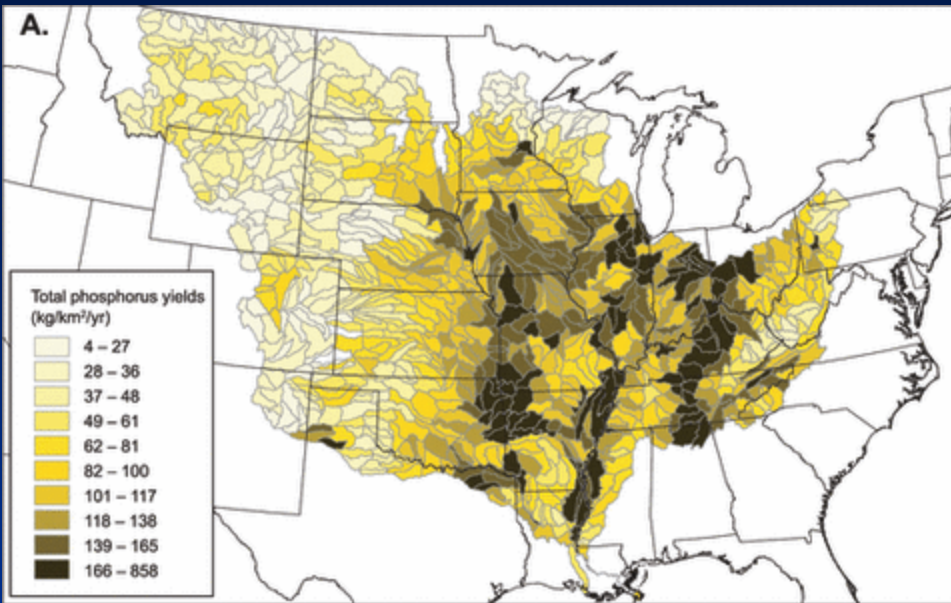 A.
Total phosphorus yields
(kg/km²/yr)
4 – 27
28 – 36
37 – 48
49 – 61
62 – 81
82 – 100
101 – 117
118 – 138
139 – 165
166 – 858